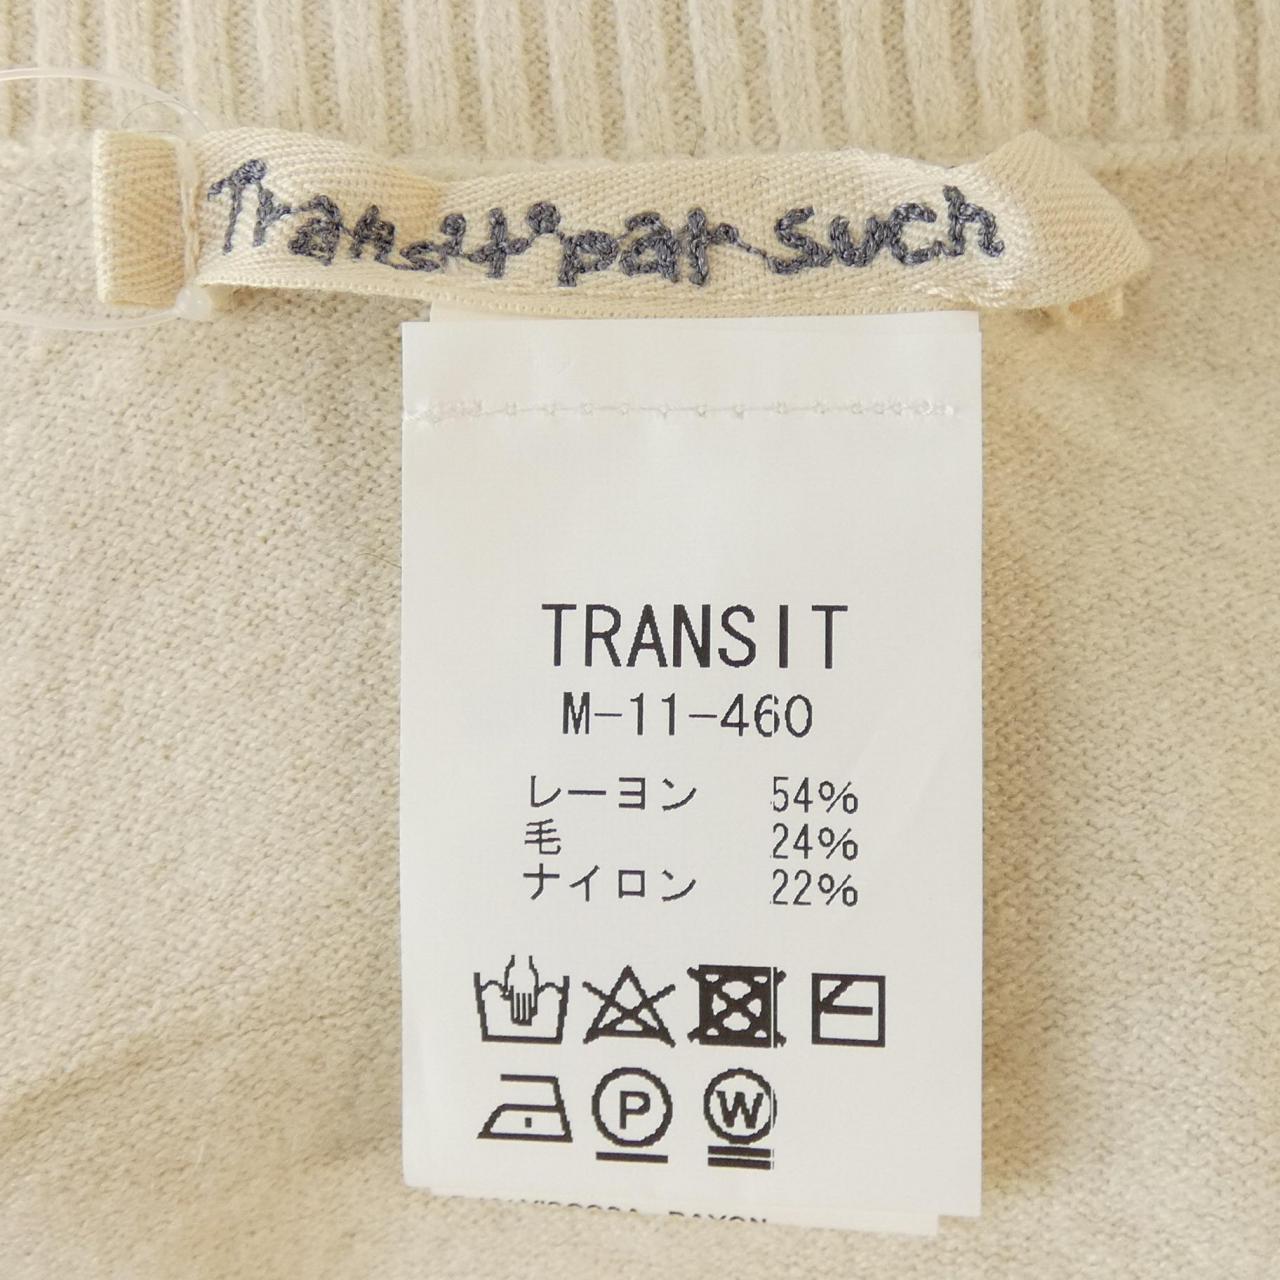 Transit par such
TRANSIT
M-11-460
レーヨン 54%
毛 24%
ナイロン 22%
P W